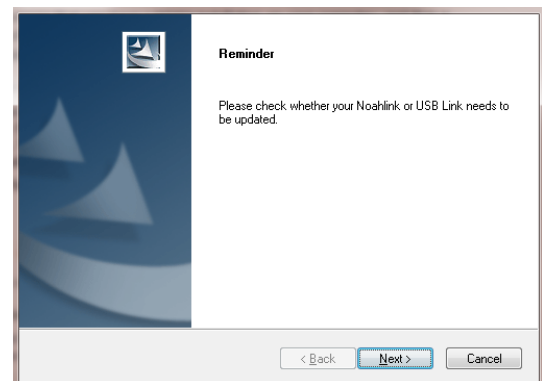 Reminder
Please check whether your Noahlink or USB Link needs to
be updated.
< Back
Next >
Cancel